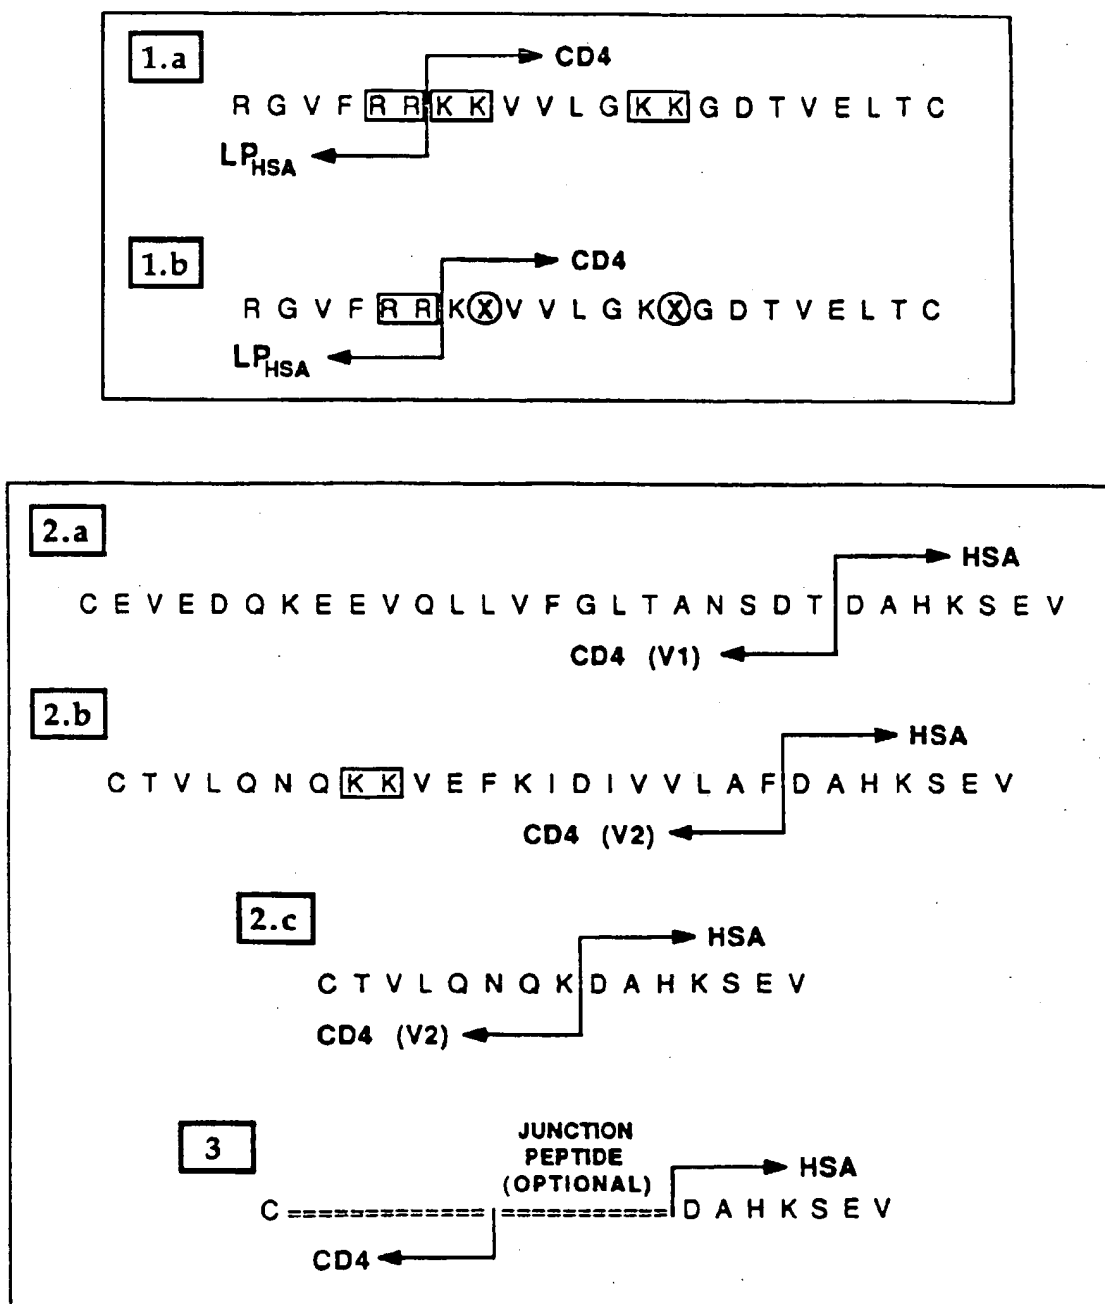 1.a
CD4
R G V F R R K K V V L G K K G D T V E L T C
LPHSA
1.b
CD4
R G V F R R K X V V L G K X G D T V E L T C
LPHSA
2.a
HSA
C E V E D Q K E E V Q L L V F G L T A N S D T D A H K S E V
CD4 (V1)
2.b
HSA
C T V L Q N Q K K V E F K I D I V V L A F D A H K S E V
CD4 (V2)
2.c
HSA
C T V L Q N Q K D A H K S E V
CD4 (V2)
3
JUNCTION
PEPTIDE
(OPTIONAL)
HSA
C ============= =========== D A H K S E V
CD4